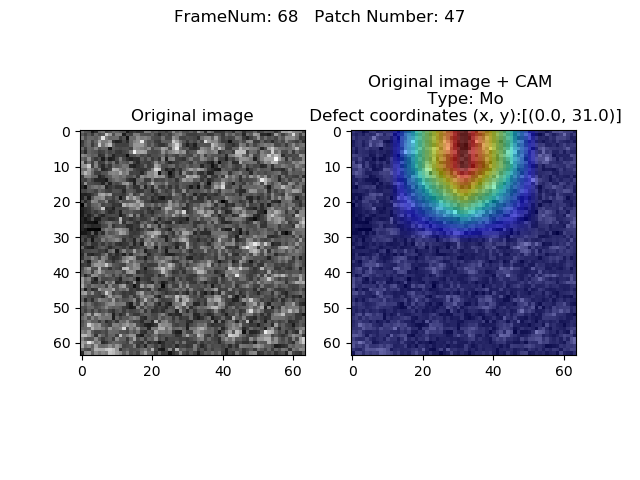 FrameNum: 68   Patch Number: 47
Original image
Original image + CAM
Type: Mo
Defect coordinates (x, y):[(0.0, 31.0)]
0
10
20
30
40
50
60
0 20 40 60
0
10
20
30
40
50
60
0 20 40 60